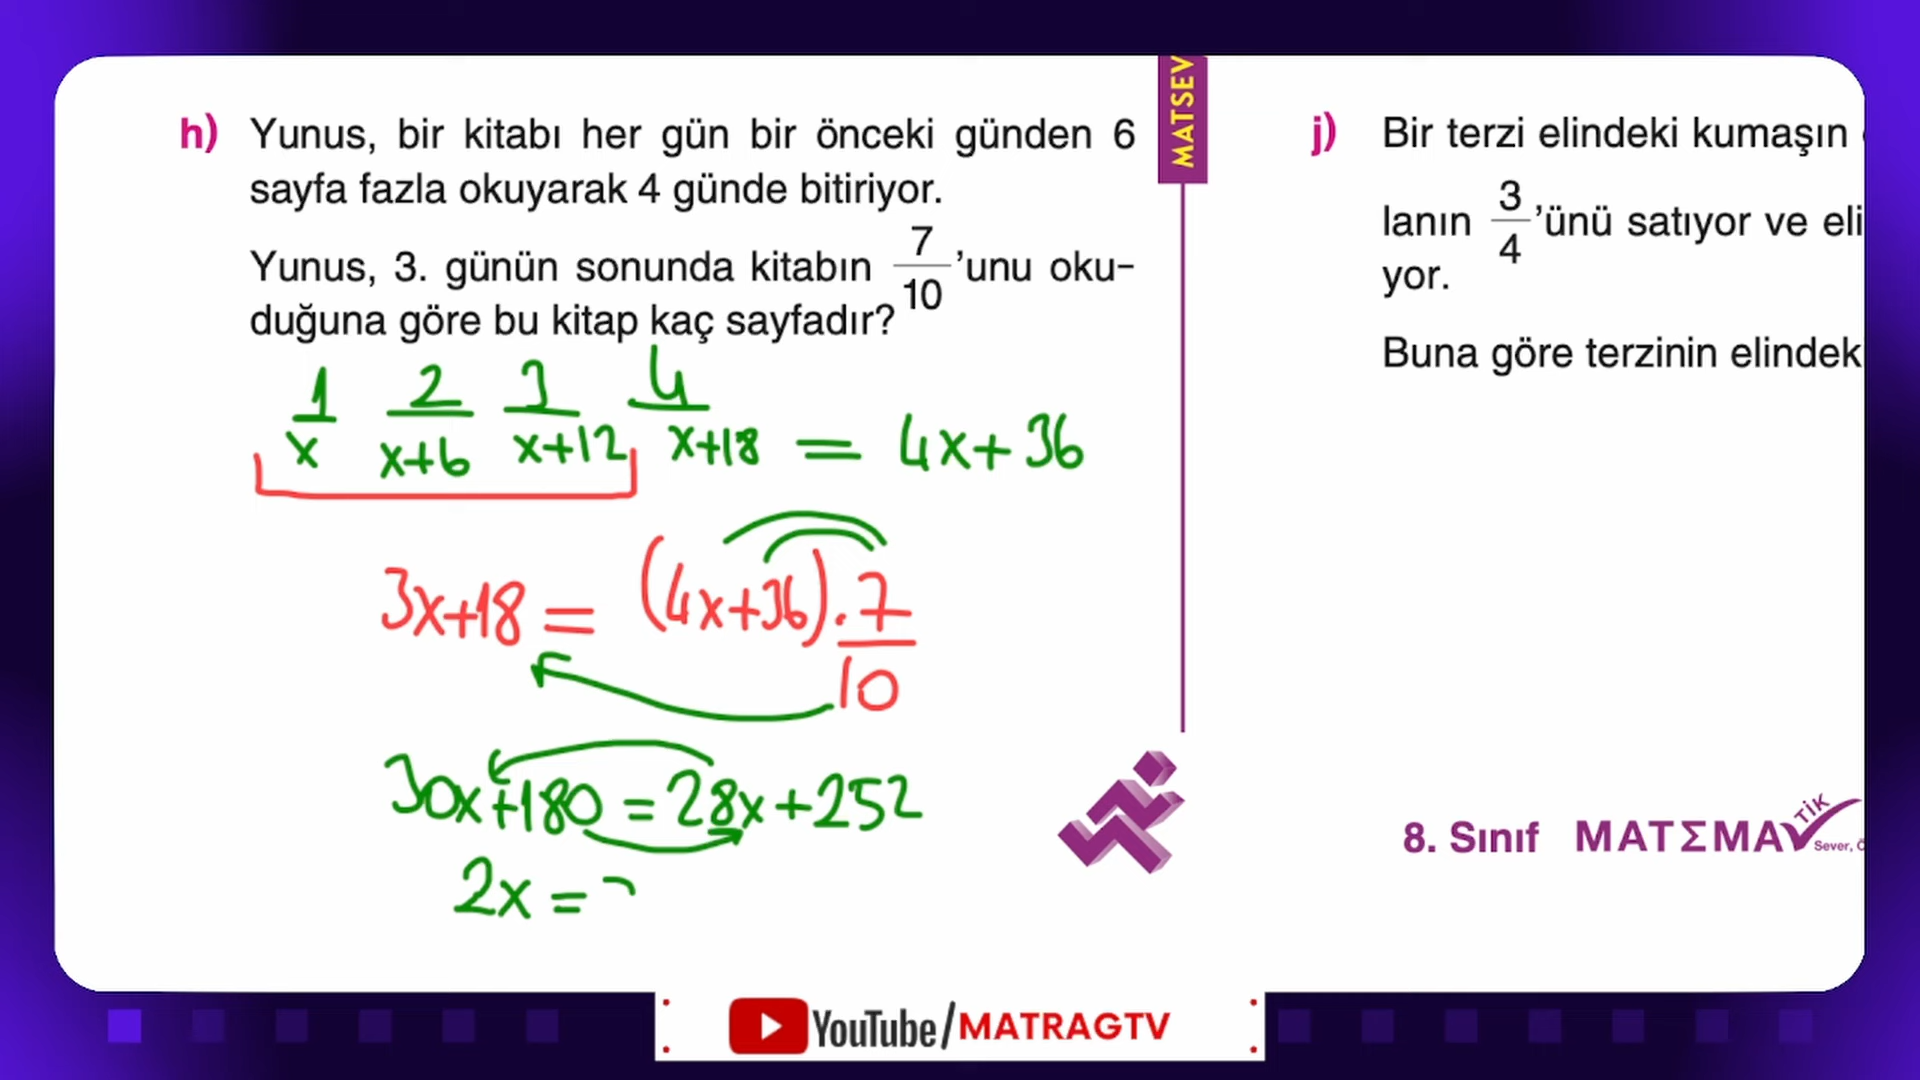 h) Yunus, bir kitabı her gün bir önceki günden 6
sayfa fazla okuyarak 4 günde bitiriyor.
Yunus, 3. günün sonunda kitabın 7/10 'unu oku-
duğuna göre bu kitap kaç sayfadır?
1 2 3 4
x x+6 x+12 x+18 = 4x+36
3x+18 = (4x+36).7/10
30x+180 = 28x+252
2x =
MATSEV
j) Bir terzi elindeki kumaşın
lanın 3/4 'ünü satıyor ve eli
yor.
Buna göre terzinin elindek
8. Sınıf MATΣMATİK
Sever, Ö
YouTube/MATRAGTV